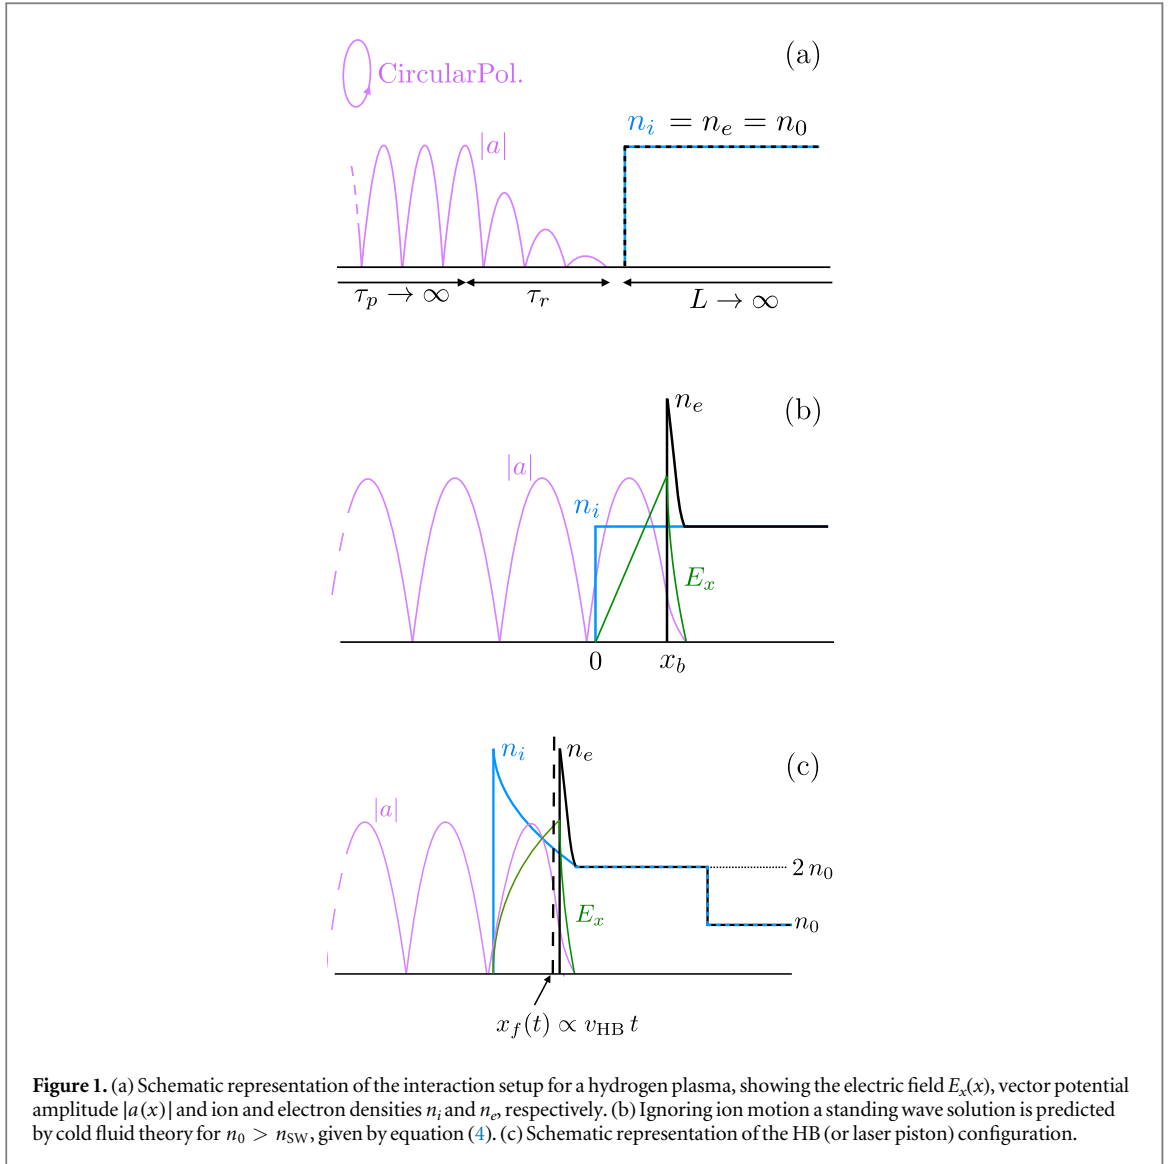 (a)
CircularPol.
n_i = n_e = n_0
|a|
τ_p → ∞
τ_r
L → ∞
(b)
n_e
|a|
n_i
E_x
0
x_b
(c)
n_i
n_e
|a|
2 n_0
E_x
n_0
x_f(t) ∝ v_HB t
Figure 1. (a) Schematic representation of the interaction setup for a hydrogen plasma, showing the electric field E_x(x), vector potential
amplitude |a(x)| and ion and electron densities n_i and n_e, respectively. (b) Ignoring ion motion a standing wave solution is predicted
by cold fluid theory for n_0 > n_SW, given by equation (4). (c) Schematic representation of the HB (or laser piston) configuration.